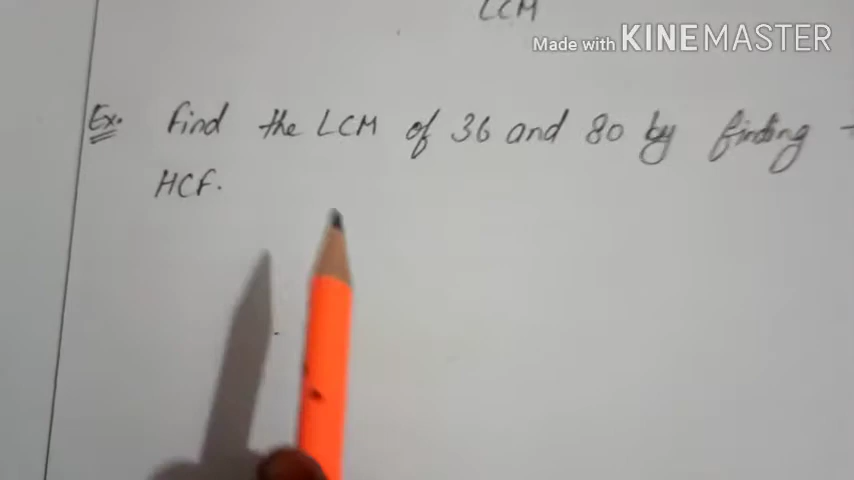 LCM
Made with KINEMASTER
Ex. Find the LCM of 36 and 80 by finding
HCF.